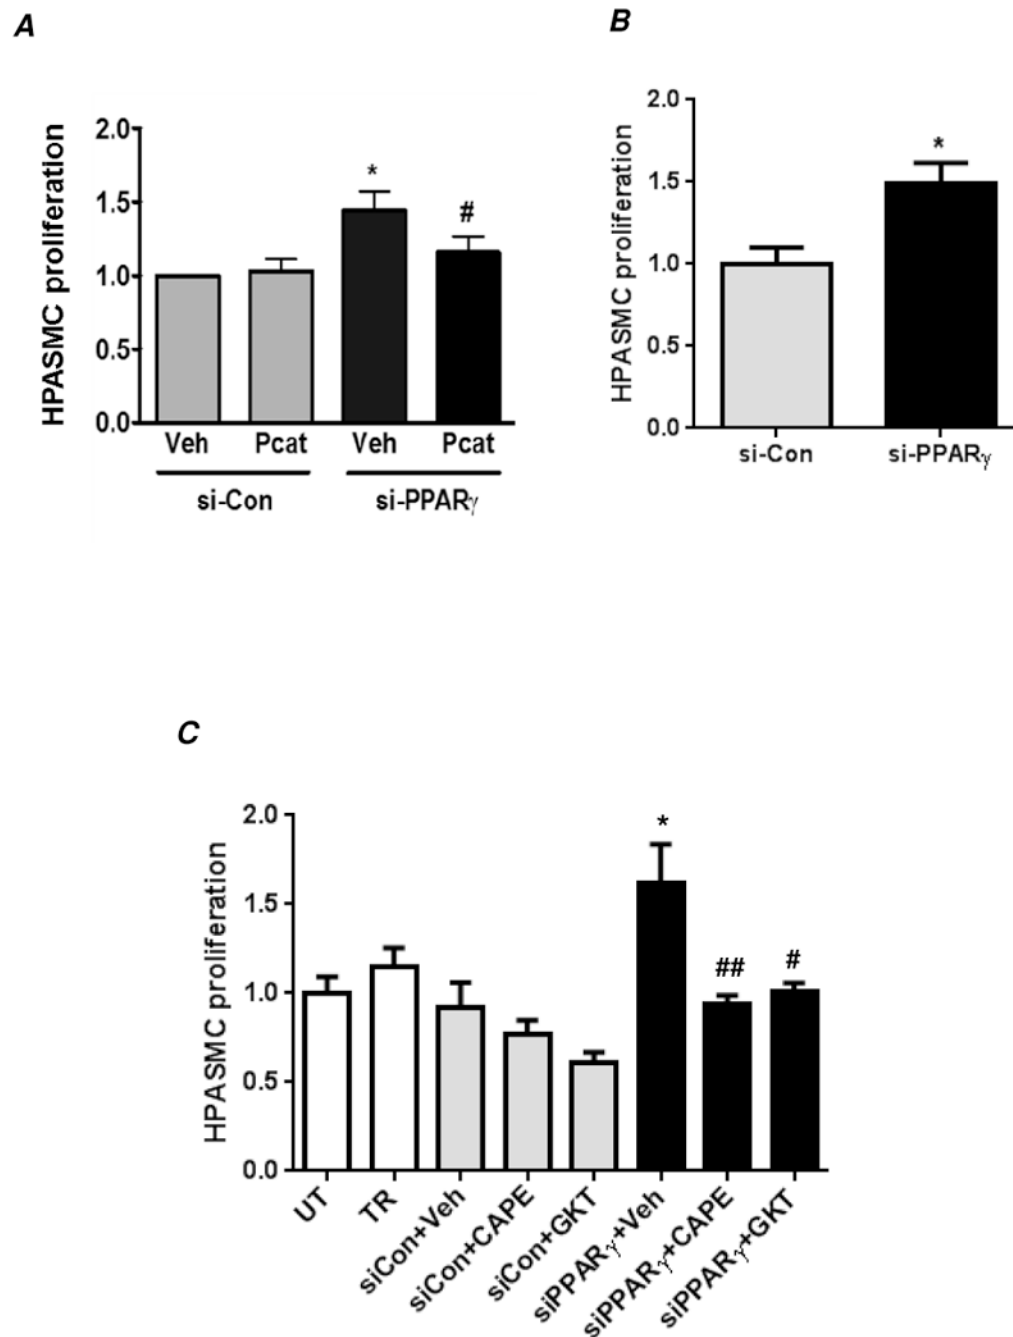 A
B
HPASMC proliferation
2.0
1.5
1.0
0.5
0.0
*
#
Veh Pcat Veh Pcat
si-Con si-PPARγ
HPASMC proliferation
2.0
1.5
1.0
0.5
0.0
*
si-Con si-PPARγ
C
HPASMC proliferation
2.0
1.5
1.0
0.5
0.0
*
##
#
UT
TR
siCon+Veh
siCon+CAPE
siCon+GKT
siPPARγ+Veh
siPPARγ+CAPE
siPPARγ+GKT